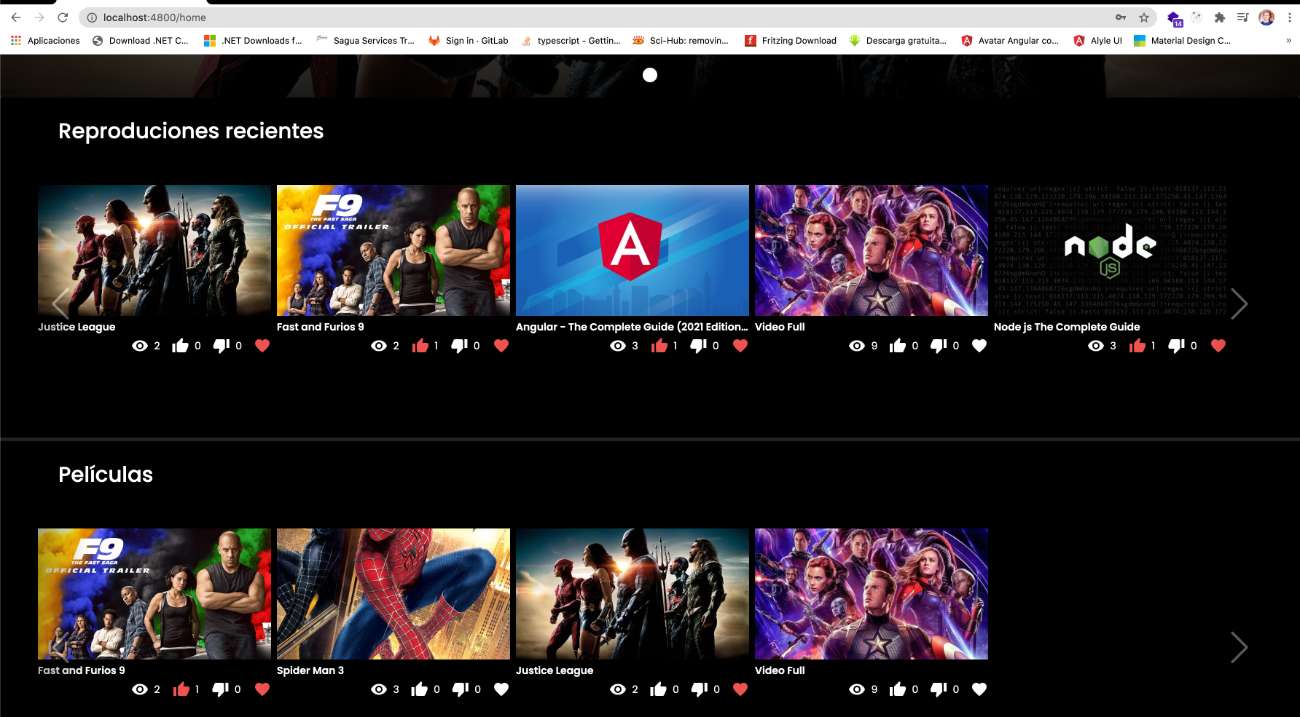 localhost:4800/home
14
Aplicaciones Download .NET C... .NET Downloads f... Sagua Services Tr... Sign in · GitLab typescript - Gettin... Sci-Hub: removin... Fritzing Download Descarga gratuita... Avatar Angular co... Alyle UI Material Design C... »
Reproduciones recientes
F9
THE FAST SAGA
OFFICIAL TRAILER
A
node
JS
Justice League
Fast and Furios 9
Angular - The Complete Guide (2021 Edition...
Video Full
Node js The Complete Guide
2 0 0
2 1 0
3 1 0
9 0 0
3 1 0
Películas
F9
THE FAST SAGA
OFFICIAL TRAILER
Fast and Furios 9
Spider Man 3
Justice League
Video Full
2 1 0
3 0 0
2 0 0
9 0 0